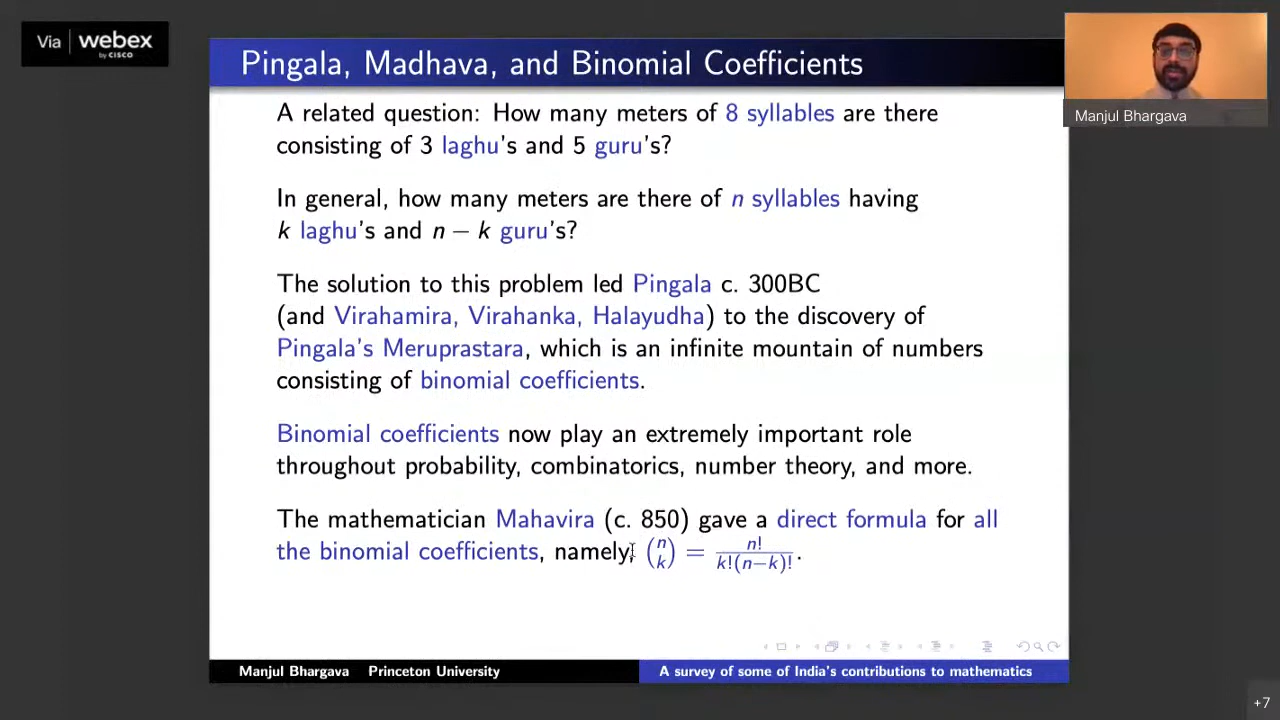 Via webex
by CISCO
Pingala, Madhava, and Binomial Coefficients
Manjul Bhargava
A related question: How many meters of 8 syllables are there
consisting of 3 laghu's and 5 guru's?
In general, how many meters are there of n syllables having
k laghu's and n − k guru's?
The solution to this problem led Pingala c. 300BC
(and Virahamira, Virahanka, Halayudha) to the discovery of
Pingala's Meruprastara, which is an infinite mountain of numbers
consisting of binomial coefficients.
Binomial coefficients now play an extremely important role
throughout probability, combinatorics, number theory, and more.
The mathematician Mahavira (c. 850) gave a direct formula for all
the binomial coefficients, namely, (n k) = n!/k!(n−k)!.
Manjul Bhargava Princeton University
A survey of some of India's contributions to mathematics
+7